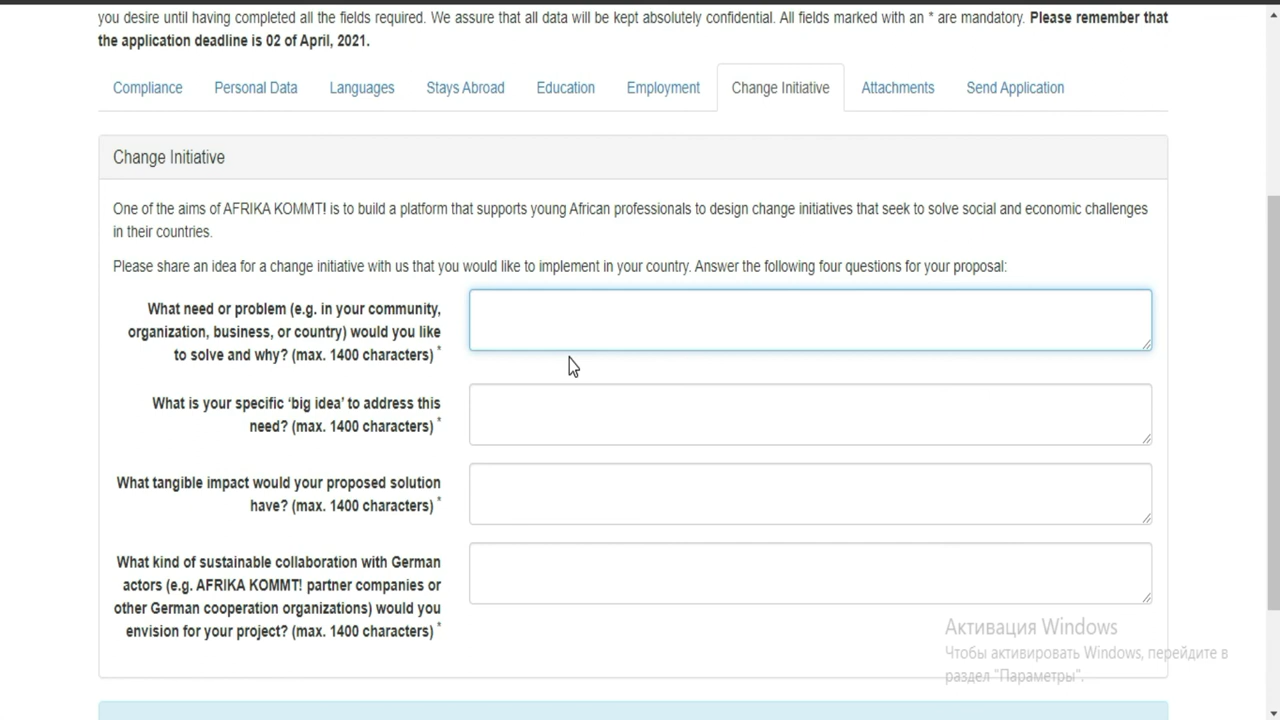 you desire until having completed all the fields required. We assure that all data will be kept absolutely confidential. All fields marked with an * are mandatory. Please remember that
the application deadline is 02 of April, 2021.
Compliance Personal Data Languages Stays Abroad Education Employment Change Initiative Attachments Send Application
Change Initiative
One of the aims of AFRIKA KOMMT! is to build a platform that supports young African professionals to design change initiatives that seek to solve social and economic challenges
in their countries.
Please share an idea for a change initiative with us that you would like to implement in your country. Answer the following four questions for your proposal:
What need or problem (e.g. in your community,
organization, business, or country) would you like
to solve and why? (max. 1400 characters) *
What is your specific ‘big idea’ to address this
need? (max. 1400 characters) *
What tangible impact would your proposed solution
have? (max. 1400 characters) *
What kind of sustainable collaboration with German
actors (e.g. AFRIKA KOMMT! partner companies or
other German cooperation organizations) would you
envision for your project? (max. 1400 characters) *
Активация Windows
Чтобы активировать Windows, перейдите в
раздел "Параметры".